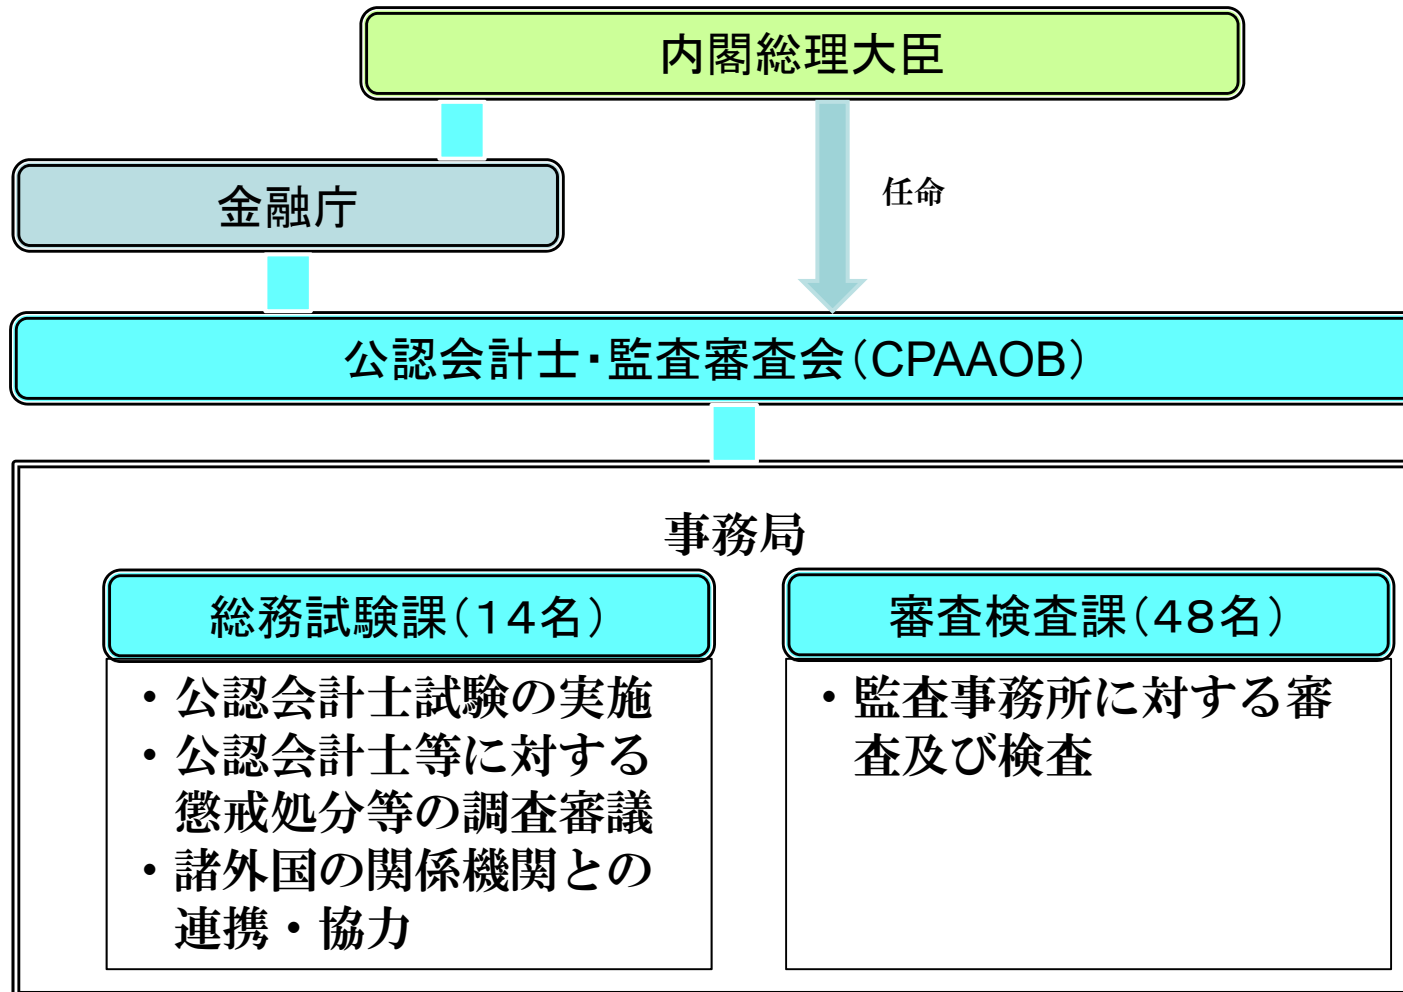 内閣総理大臣
任命
金融庁
公認会計士・監査審査会（CPAAOB）
事務局
総務試験課（１４名）
・公認会計士試験の実施
・公認会計士等に対する
懲戒処分等の調査審議
・諸外国の関係機関との
連携・協力
審査検査課（４８名）
・監査事務所に対する審
査及び検査